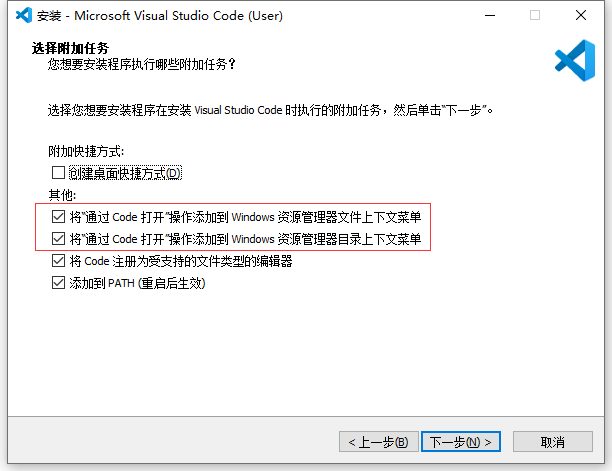 安装 - Microsoft Visual Studio Code (User)
选择附加任务
您想要安装程序执行哪些附加任务？
选择您想要安装程序在安装 Visual Studio Code 时执行的附加任务，然后单击“下一步”。
附加快捷方式:
创建桌面快捷方式(D)
其他:
将“通过 Code 打开”操作添加到 Windows 资源管理器文件上下文菜单
将“通过 Code 打开”操作添加到 Windows 资源管理器目录上下文菜单
将 Code 注册为受支持的文件类型的编辑器
添加到 PATH (重启后生效)
< 上一步(B) 下一步(N) > 取消